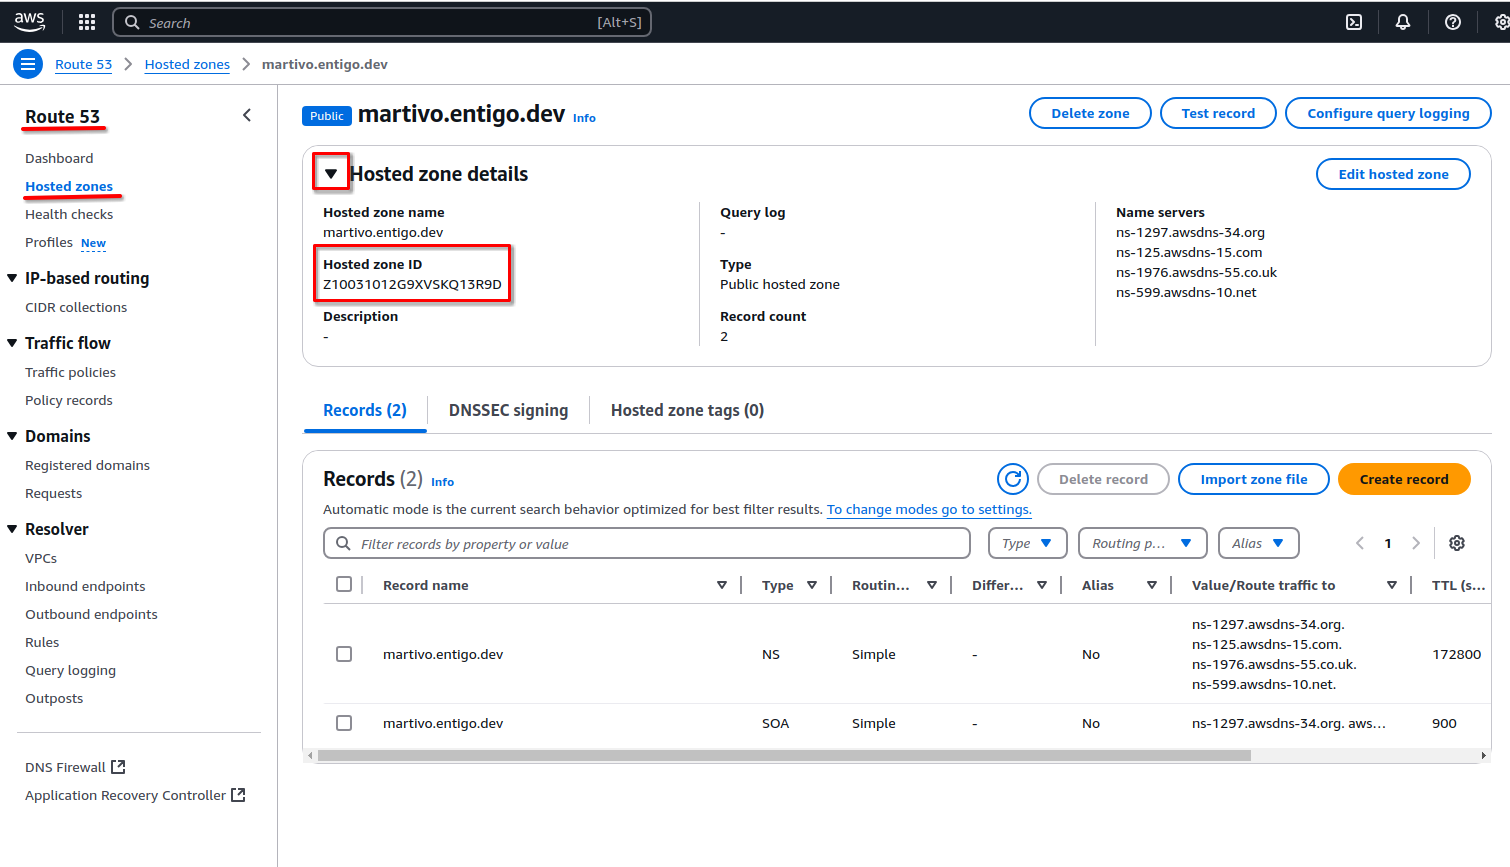 aws
Search
[Alt+S]
Route 53
Hosted zones
martivo.entigo.dev
Route 53
Dashboard
Hosted zones
Health checks
Profiles New
IP-based routing
CIDR collections
Traffic flow
Traffic policies
Policy records
Domains
Registered domains
Requests
Resolver
VPCs
Inbound endpoints
Outbound endpoints
Rules
Query logging
Outposts
DNS Firewall
Application Recovery Controller
Public martivo.entigo.dev Info
Delete zone
Test record
Configure query logging
Hosted zone details
Edit hosted zone
Hosted zone name
martivo.entigo.dev
Hosted zone ID
Z10031012G9XVSKQ13R9D
Description
-
Query log
-
Type
Public hosted zone
Record count
2
Name servers
ns-1297.awsdns-34.org
ns-125.awsdns-15.com
ns-1976.awsdns-55.co.uk
ns-599.awsdns-10.net
Records (2)
DNSSEC signing
Hosted zone tags (0)
Records (2) Info
Delete record
Import zone file
Create record
Automatic mode is the current search behavior optimized for best filter results. To change modes go to settings.
Filter records by property or value
Type
Routing p...
Alias
1
Record name
Type
Routin...
Differ...
Alias
Value/Route traffic to
TTL (s...
martivo.entigo.dev
NS
Simple
-
No
ns-1297.awsdns-34.org.
ns-125.awsdns-15.com.
ns-1976.awsdns-55.co.uk.
ns-599.awsdns-10.net.
172800
martivo.entigo.dev
SOA
Simple
-
No
ns-1297.awsdns-34.org. aws...
900